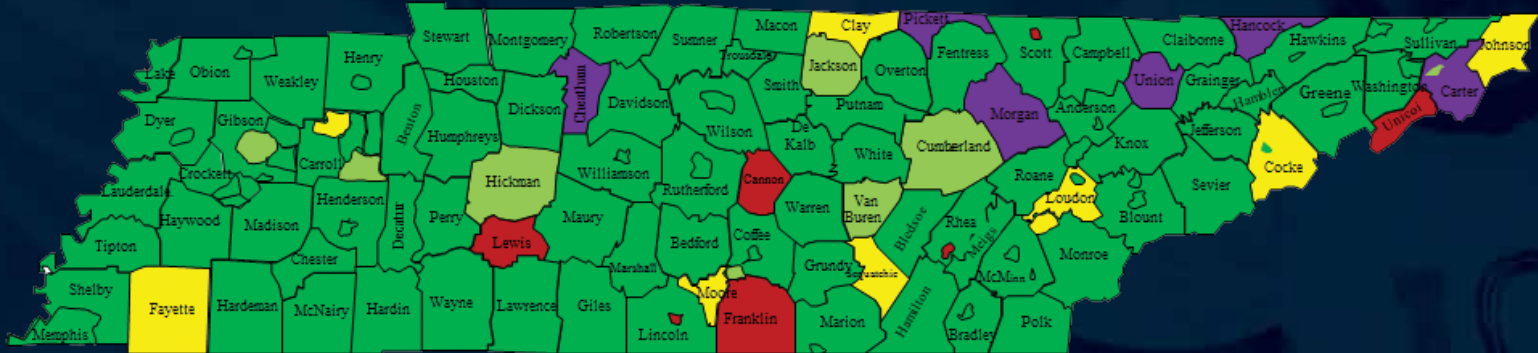 Stewart
Montgomery
Robertson
Sumner
Macon
Clay
Pickett
Scott
Campbell
Claiborne
Hancock
Hawkins
Sullivan
Johnson
Lake
Obion
Weakley
Henry
Houston
Cheatham
Trousdale
Smith
Jackson
Overton
Fentress
Morgan
Union
Grainger
Hamblen
Greene
Washington
Carter
Unicoi
Dyer
Gibson
Carroll
Benton
Humphreys
Dickson
Davidson
Wilson
De
Kalb
Putnam
White
Cumberland
Anderson
Knox
Jefferson
Cocke
Lauderdale
Crockett
Haywood
Madison
Henderson
Decatur
Perry
Hickman
Williamson
Rutherford
Cannon
Warren
Van
Buren
Bledsoe
Rhea
Meigs
Roane
Loudon
Blount
Sevier
Tipton
Chester
Lewis
Maury
Marshall
Bedford
Coffee
Grundy
McMinn
Monroe
Shelby
Memphis
Fayette
Hardeman
McNairy
Hardin
Wayne
Lawrence
Giles
Lincoln
Moore
Franklin
Marion
Hamilton
Bradley
Polk